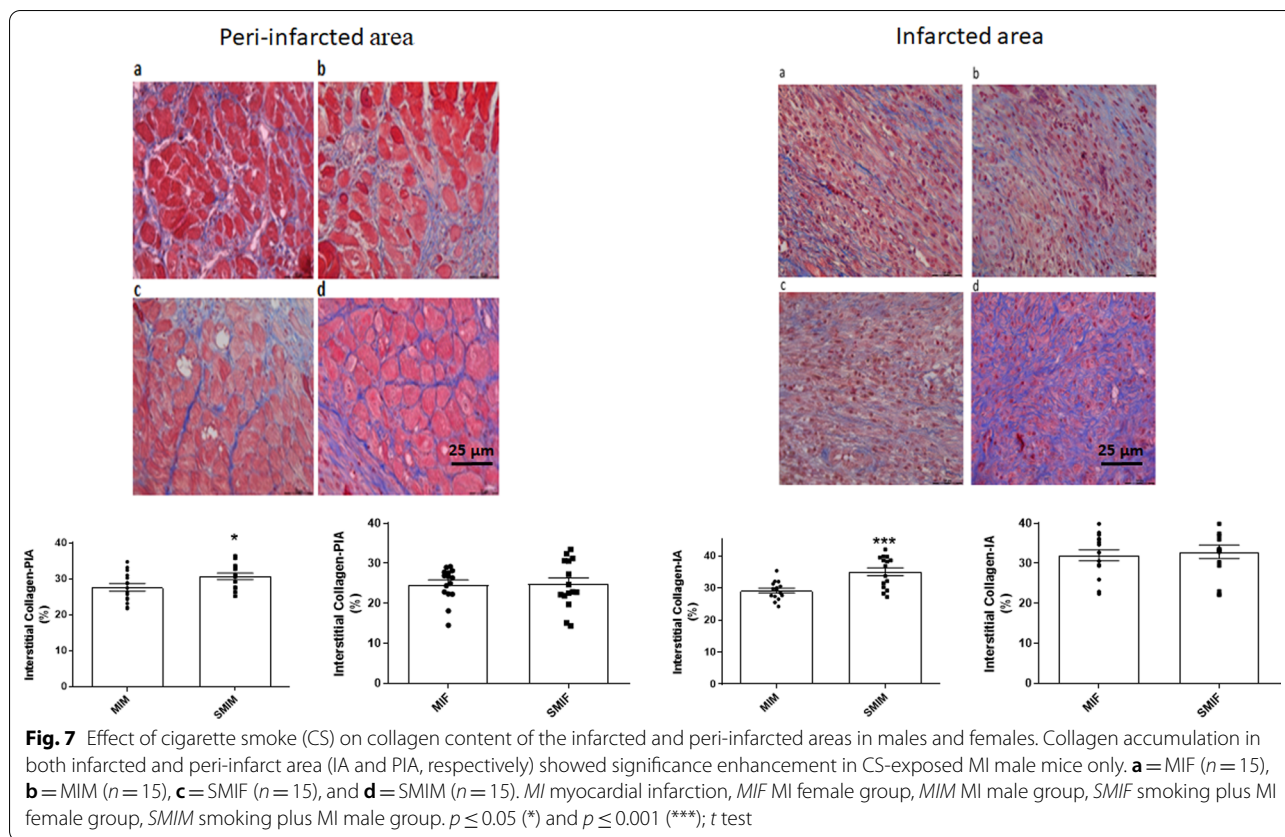 Peri-infarcted area
Infarcted area
a
b
c
d
25 µm
a
b
c
d
25 µm
Interstitial Collagen-PIA
(%)
40
30
20
10
0
*
MIM
SMIM
Interstitial Collagen-PIA
(%)
40
30
20
10
0
MIF
SMIF
Interstitial Collagen-IA
(%)
40
30
20
10
0
***
MIM
SMIM
Interstitial Collagen-IA
(%)
40
30
20
10
0
MIF
SMIF
Fig. 7 Effect of cigarette smoke (CS) on collagen content of the infarcted and peri-infarcted areas in males and females. Collagen accumulation in
both infarcted and peri-infarct area (IA and PIA, respectively) showed significance enhancement in CS-exposed MI male mice only. a = MIF (n = 15),
b = MIM (n = 15), c = SMIF (n = 15), and d = SMIM (n = 15). MI myocardial infarction, MIF MI female group, MIM MI male group, SMIF smoking plus MI
female group, SMIM smoking plus MI male group. p ≤ 0.05 (*) and p ≤ 0.001 (***); t test